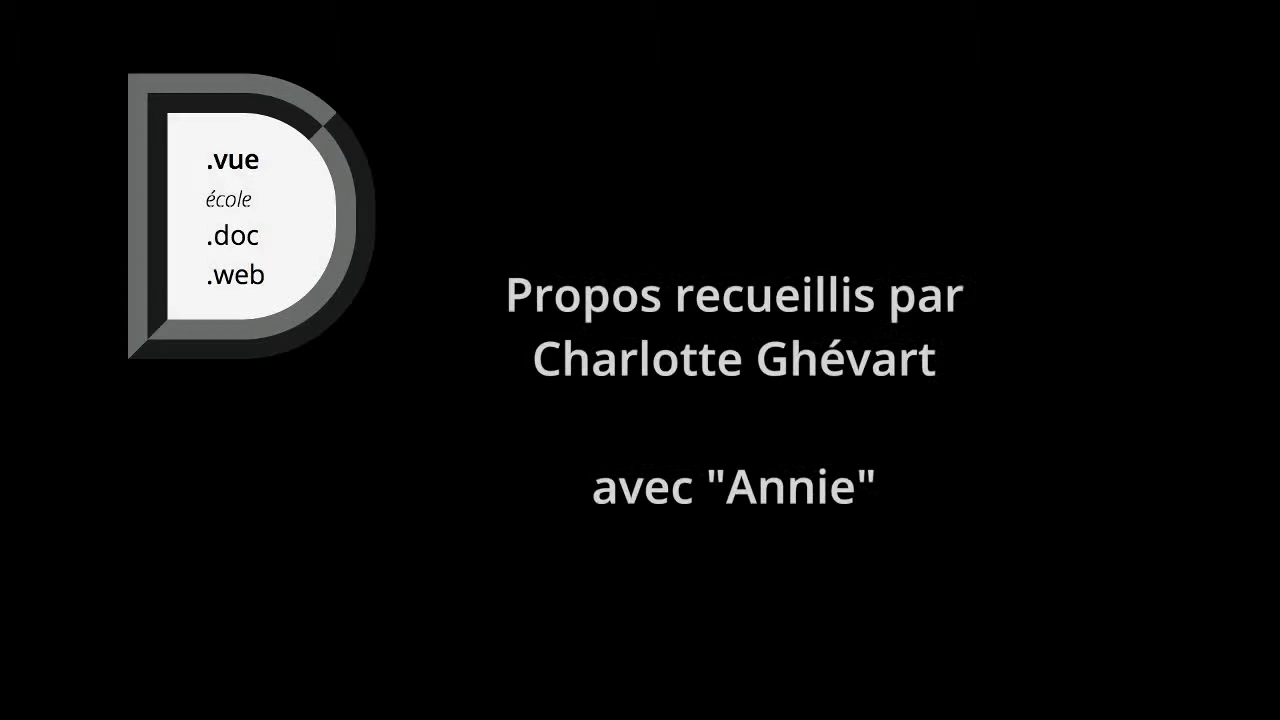 .vue
école
.doc
.web
Propos recueillis par
Charlotte Ghévart
avec "Annie"